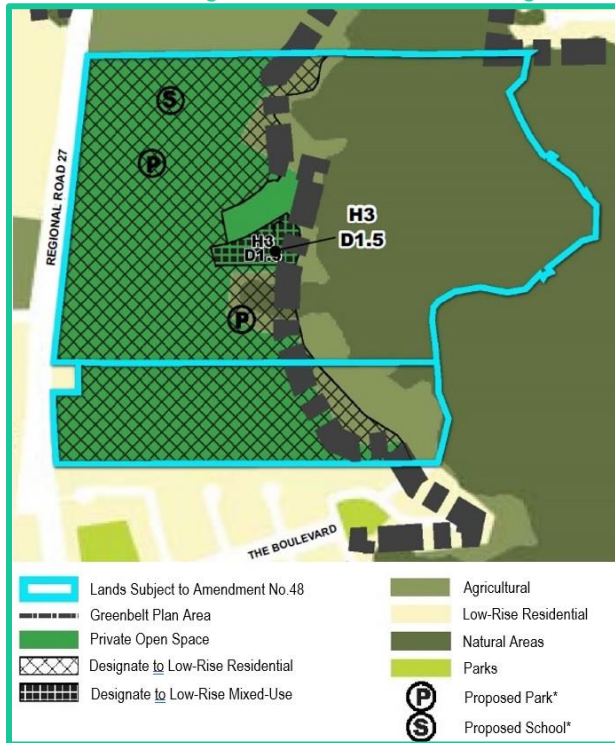 S
P
REGIONAL ROAD 27
H3
D1.5
H3
D1.5
P
THE BOULEVARD
Lands Subject to Amendment No.48
Greenbelt Plan Area
Private Open Space
Designate to Low-Rise Residential
Designate to Low-Rise Mixed-Use
Agricultural
Low-Rise Residential
Natural Areas
Parks
P Proposed Park*
S Proposed School*